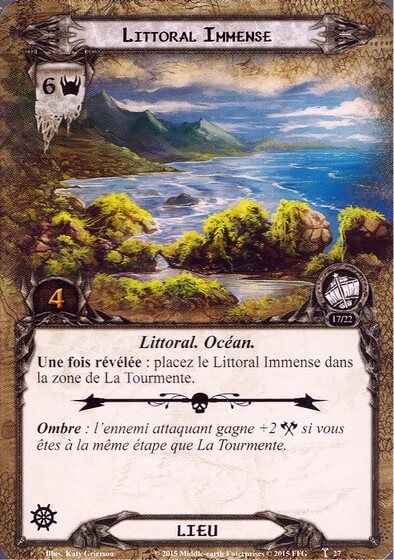 Littoral Immense
6
4
17/22
Littoral. Océan.
Une fois révélée : placez le Littoral Immense dans
la zone de La Tourmente.
Ombre : l'ennemi attaquant gagne +2 si vous
êtes à la même étape que La Tourmente.
LIEU
Illus. Katy Grierson © 2015 Middle-earth Enterprises © 2015 FFG 27